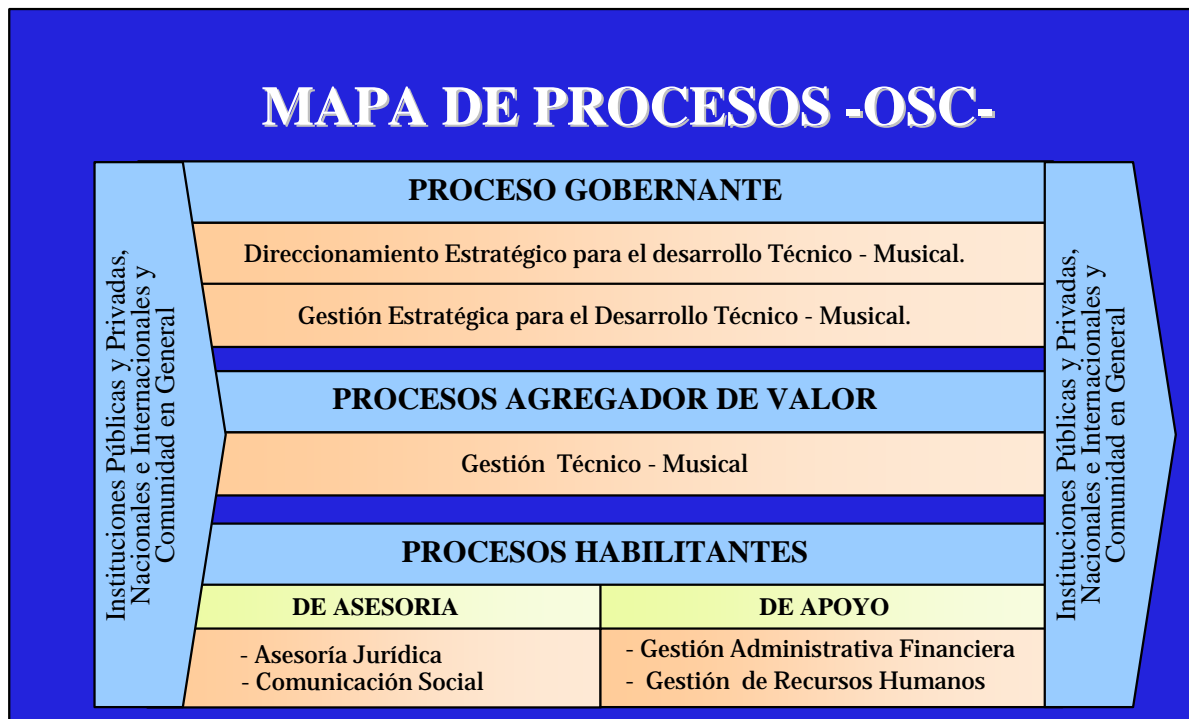 MAPA DE PROCESOS -OSC-
Instituciones Públicas y Privadas,
Nacionales e Internacionales y
Comunidad en General
PROCESO GOBERNANTE
Direccionamiento Estratégico para el desarrollo Técnico - Musical.
Gestión Estratégica para el Desarrollo Técnico - Musical.
PROCESOS AGREGADOR DE VALOR
Gestión Técnico - Musical
PROCESOS HABILITANTES
DE ASESORIA
- Asesoría Jurídica
- Comunicación Social
DE APOYO
- Gestión Administrativa Financiera
- Gestión de Recursos Humanos
Instituciones Públicas y Privadas,
Nacionales e Internacionales y
Comunidad en General